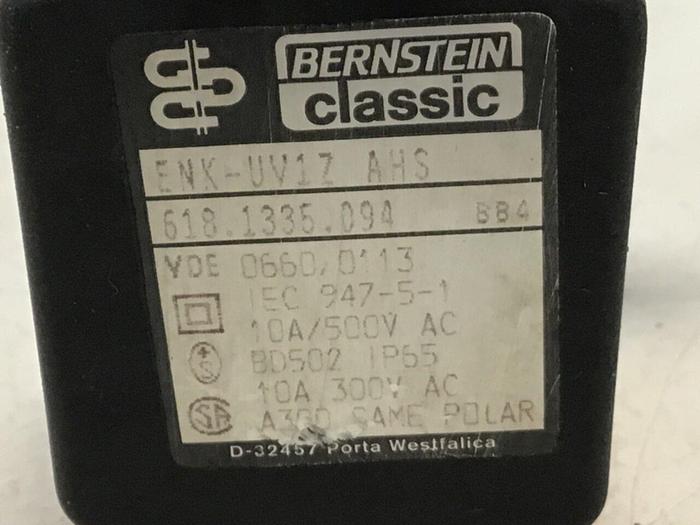 BERNSTEIN
classic
ENK-UV1Z AHS
618.1335.094 BB4
VDE 0660/0113
IEC 947-5-1
10A/500V AC
BD502 IP65
10A 300V AC
A300 SAME POLAR
D-32457 Porta Westfalica